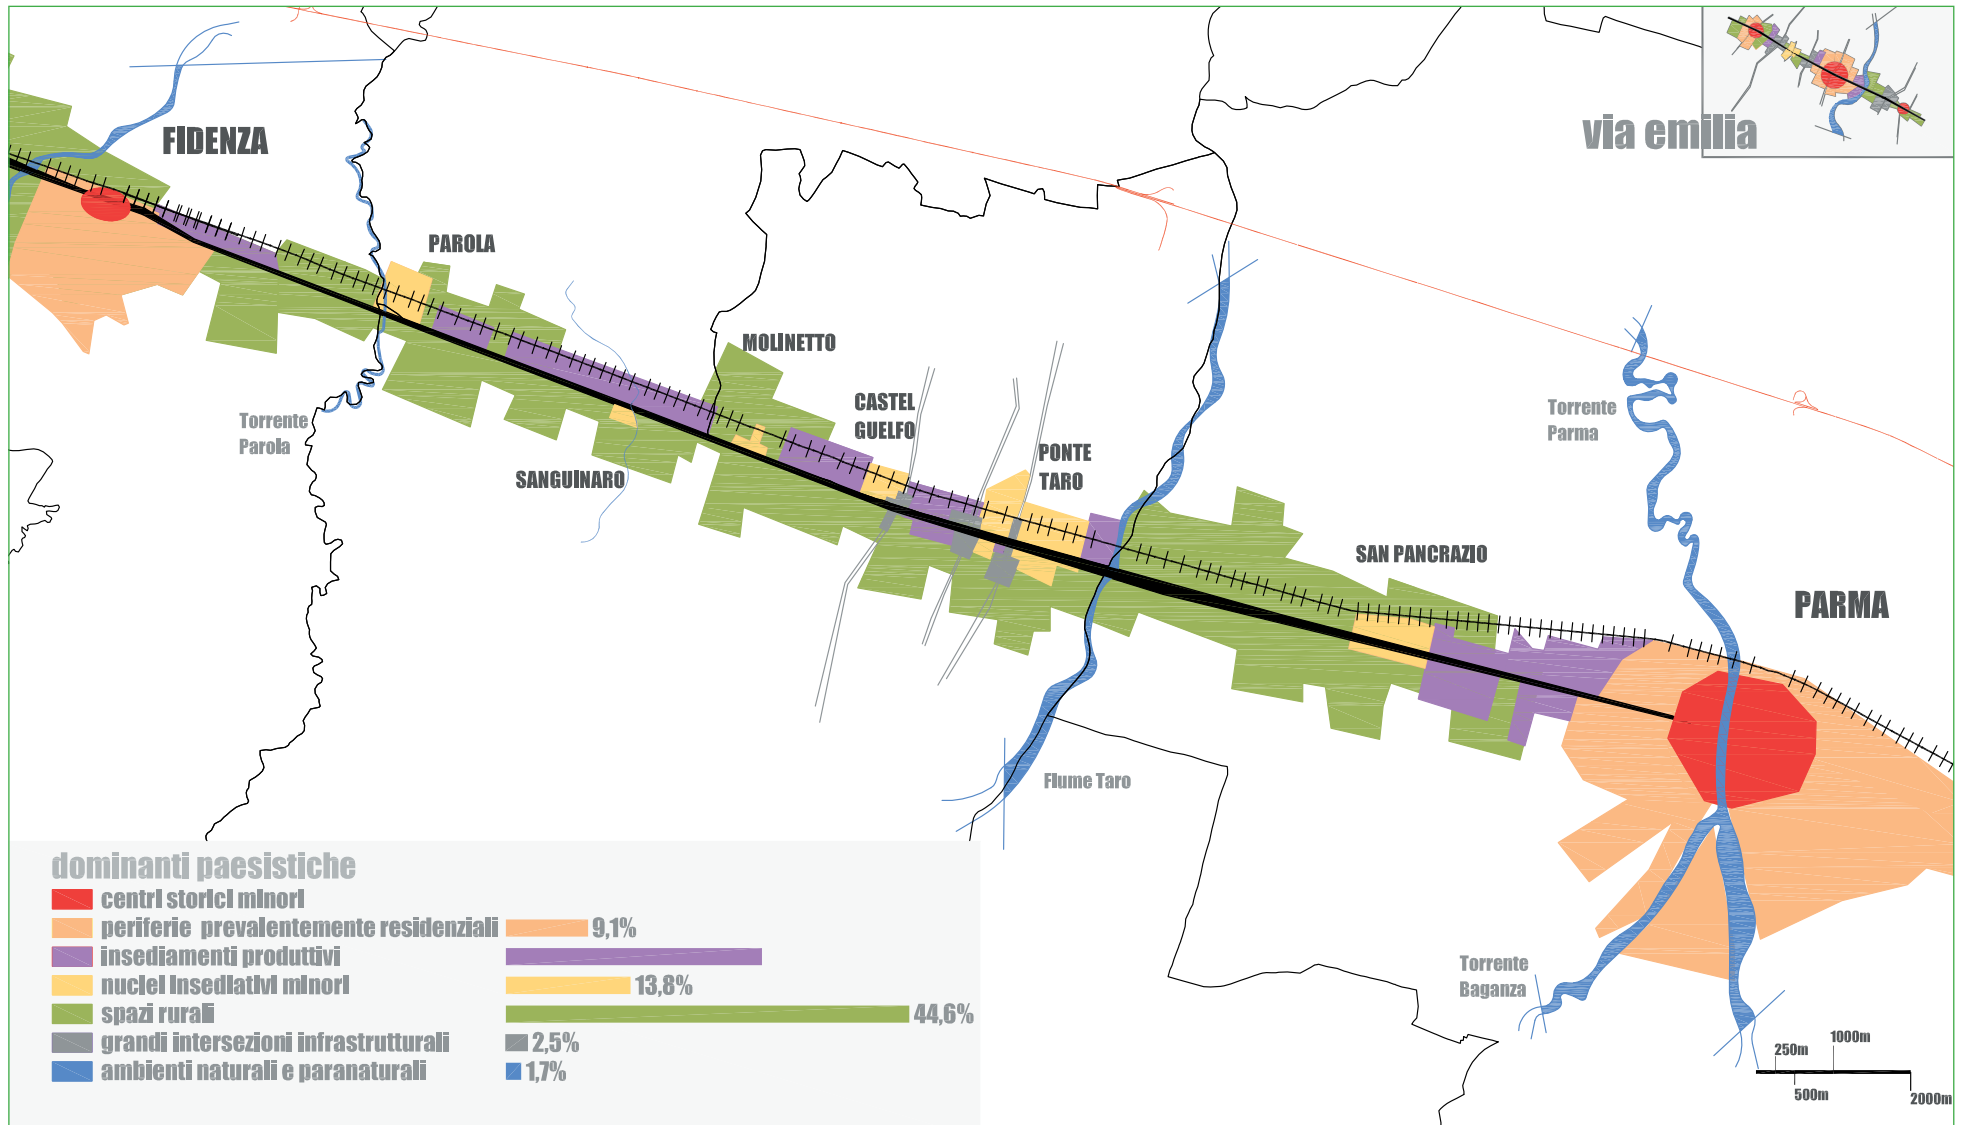 via emilia
FIDENZA
PAROLA
MOLINETTO
CASTEL
GUELFO
Torrente
Parola
SANGUINARO
PONTE
TARO
Torrente
Parma
SAN PANCRAZIO
PARMA
Fiume Taro
Torrente
Baganza
dominanti paesistiche
centri storici minori
periferie prevalentemente residenziali 9,1%
insediamenti produttivi
nuclei insediativi minori 13,8%
spazi rurali 44,6%
grandi intersezioni infrastrutturali 2,5%
ambienti naturali e paranaturali 1,7%
250m
1000m
500m
2000m